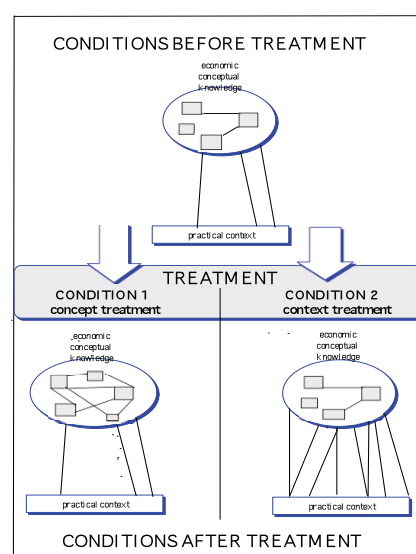 CONDITIONS BEFORE TREATMENT
economic
conceptual
knowledge
practical context
TREATMENT
CONDITION 1
concept treatment
CONDITION 2
context treatment
economic
conceptual
knowledge
practical context
economic
conceptual
knowledge
practical context
CONDITIONS AFTER TREATMENT